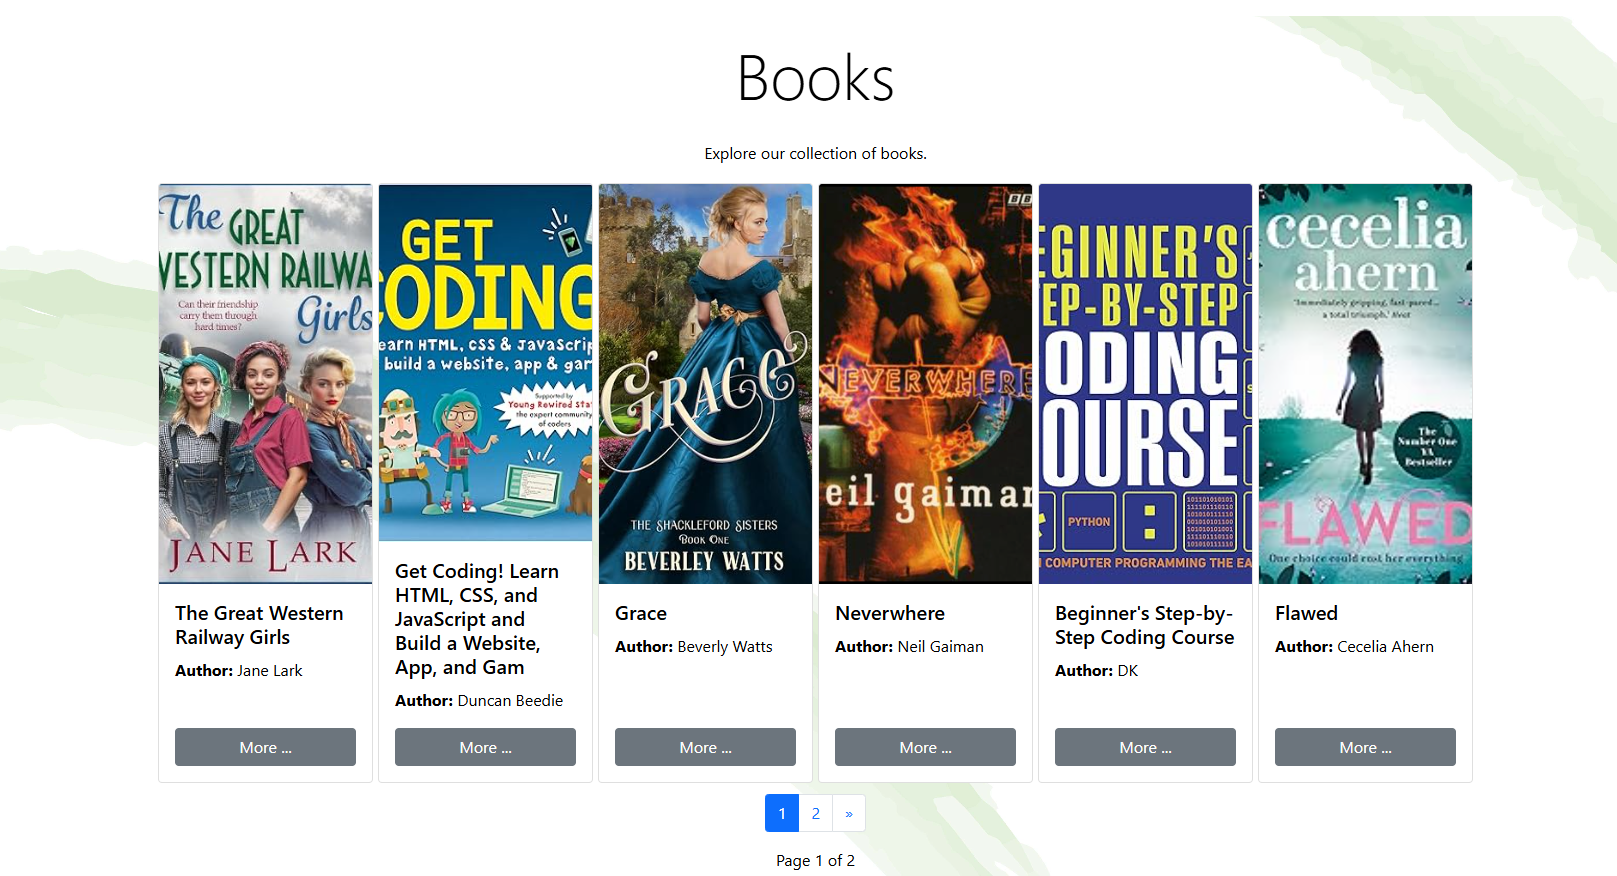 Books
Explore our collection of books.
The
GREAT
WESTERN RAILWA
Girls
Can their friendship
carry them through
hard times?
JANE LARK
The Great Western
Railway Girls
Author: Jane Lark
More ...
GET
CODING
earn HTML, CSS & JavaScrip
build a website, app & gam
Supported by
Young Rewired Sta
the expert community
of coders
Get Coding! Learn
HTML, CSS, and
JavaScript and
Build a Website,
App, and Gam
Author: Duncan Beedie
More ...
GRACE
THE SHACKLEFORD SISTERS
BOOK ONE
BEVERLEY WATTS
Grace
Author: Beverly Watts
More ...
NEVERWHERE
eil gaiman
Neverwhere
Author: Neil Gaiman
More ...
EGINNER'S
EP-BY-STEP
ODING
OURSE
PYTHON
:
101101010101
COMPUTER PROGRAMMING THE EA
Beginner's Step-by-
Step Coding Course
Author: DK
More ...
cecelia
ahern
'Immediately gripping, fast-paced...
a total triumph.' Heat
The
Number One
YA
Bestseller
FLAWED
One choice could cost her everything
Flawed
Author: Cecelia Ahern
More ...
1 2 »
Page 1 of 2